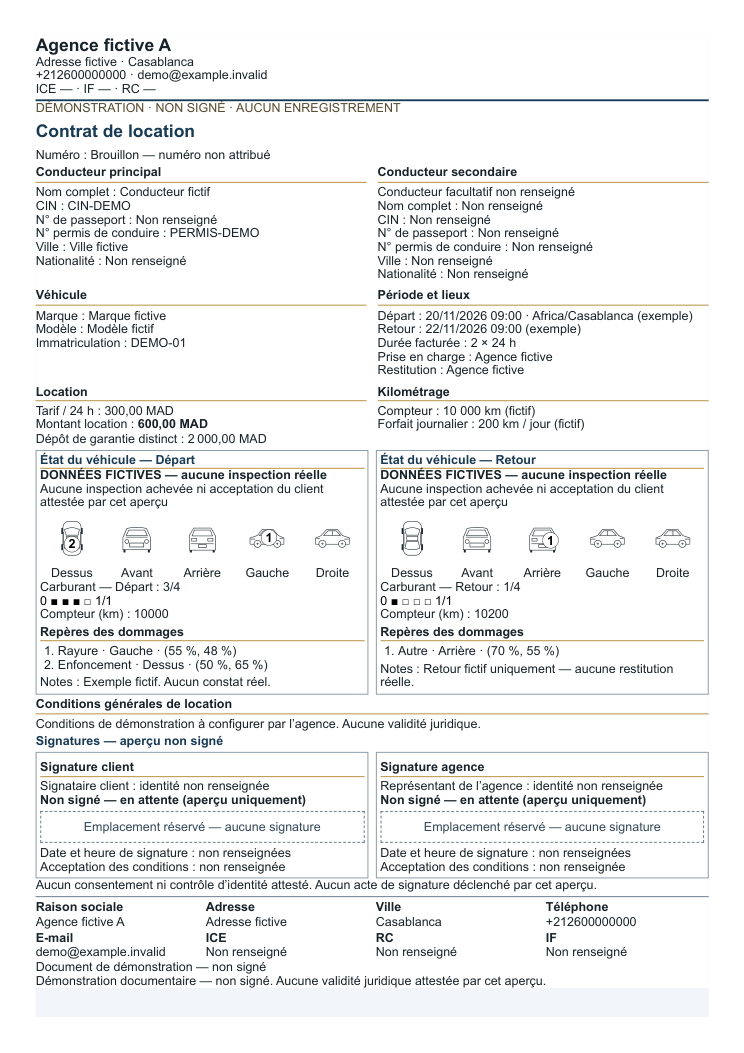 Agence fictive A
Adresse fictive · Casablanca
+212600000000 · demo@example.invalid
ICE — · IF — · RC —
DÉMONSTRATION · NON SIGNÉ · AUCUN ENREGISTREMENT
Contrat de location
Numéro : Brouillon — numéro non attribué
Conducteur principal
Nom complet : Conducteur fictif
CIN : CIN-DEMO
N° de passeport : Non renseigné
N° permis de conduire : PERMIS-DEMO
Ville : Ville fictive
Nationalité : Non renseigné
Conducteur secondaire
Conducteur facultatif non renseigné
Nom complet : Non renseigné
CIN : Non renseigné
N° de passeport : Non renseigné
N° permis de conduire : Non renseigné
Ville : Non renseigné
Nationalité : Non renseigné
Véhicule
Marque : Marque fictive
Modèle : Modèle fictif
Immatriculation : DEMO-01
Période et lieux
Départ : 20/11/2026 09:00 · Africa/Casablanca (exemple)
Retour : 22/11/2026 09:00 (exemple)
Durée facturée : 2 × 24 h
Prise en charge : Agence fictive
Restitution : Agence fictive
Location
Tarif / 24 h : 300,00 MAD
Montant location : 600,00 MAD
Dépôt de garantie distinct : 2 000,00 MAD
Kilométrage
Compteur : 10 000 km (fictif)
Forfait journalier : 200 km / jour (fictif)
État du véhicule — Départ
DONNÉES FICTIVES — aucune inspection réelle
Aucune inspection achevée ni acceptation du client
attestée par cet aperçu
2 1
Dessus Avant Arrière Gauche Droite
Carburant — Départ : 3/4
0 ■ ■ ■ □ 1/1
Compteur (km) : 10000
Repères des dommages
1. Rayure · Gauche · (55 %, 48 %)
2. Enfoncement · Dessus · (50 %, 65 %)
Notes : Exemple fictif. Aucun constat réel.
État du véhicule — Retour
DONNÉES FICTIVES — aucune inspection réelle
Aucune inspection achevée ni acceptation du client
attestée par cet aperçu
1
Dessus Avant Arrière Gauche Droite
Carburant — Retour : 1/4
0 ■ □ □ □ 1/1
Compteur (km) : 10200
Repères des dommages
1. Autre · Arrière · (70 %, 55 %)
Notes : Retour fictif uniquement — aucune restitution
réelle.
Conditions générales de location
Conditions de démonstration à configurer par l’agence. Aucune validité juridique.
Signatures — aperçu non signé
Signature client
Signataire client : identité non renseignée
Non signé — en attente (aperçu uniquement)
Emplacement réservé — aucune signature
Date et heure de signature : non renseignées
Acceptation des conditions : non renseignée
Signature agence
Représentant de l’agence : identité non renseignée
Non signé — en attente (aperçu uniquement)
Emplacement réservé — aucune signature
Date et heure de signature : non renseignées
Acceptation des conditions : non renseignée
Aucun consentement ni contrôle d’identité attesté. Aucun acte de signature déclenché par cet aperçu.
Raison sociale Adresse Ville Téléphone
Agence fictive A Adresse fictive Casablanca +212600000000
E-mail ICE RC IF
demo@example.invalid Non renseigné Non renseigné Non renseigné
Document de démonstration — non signé
Démonstration documentaire — non signé. Aucune validité juridique attestée par cet aperçu.